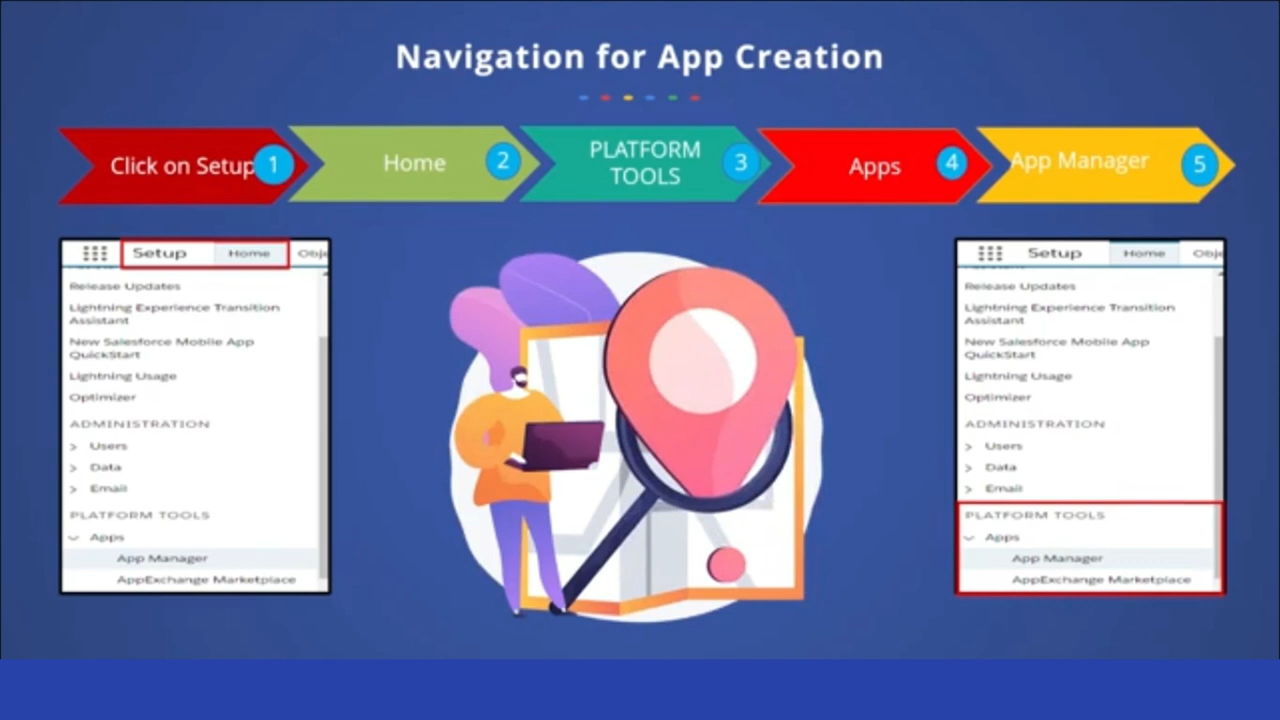 Navigation for App Creation
Click on Setup 1
Home 2
PLATFORM
TOOLS 3
Apps 4
App Manager 5
Setup Home Obje
Release Updates
Lightning Experience Transition
Assistant
New Salesforce Mobile App
QuickStart
Lightning Usage
Optimizer
ADMINISTRATION
Users
Data
Email
PLATFORM TOOLS
Apps
App Manager
AppExchange Marketplace
Setup Home Obje
Release Updates
Lightning Experience Transition
Assistant
New Salesforce Mobile App
QuickStart
Lightning Usage
Optimizer
ADMINISTRATION
Users
Data
Email
PLATFORM TOOLS
Apps
App Manager
AppExchange Marketplace